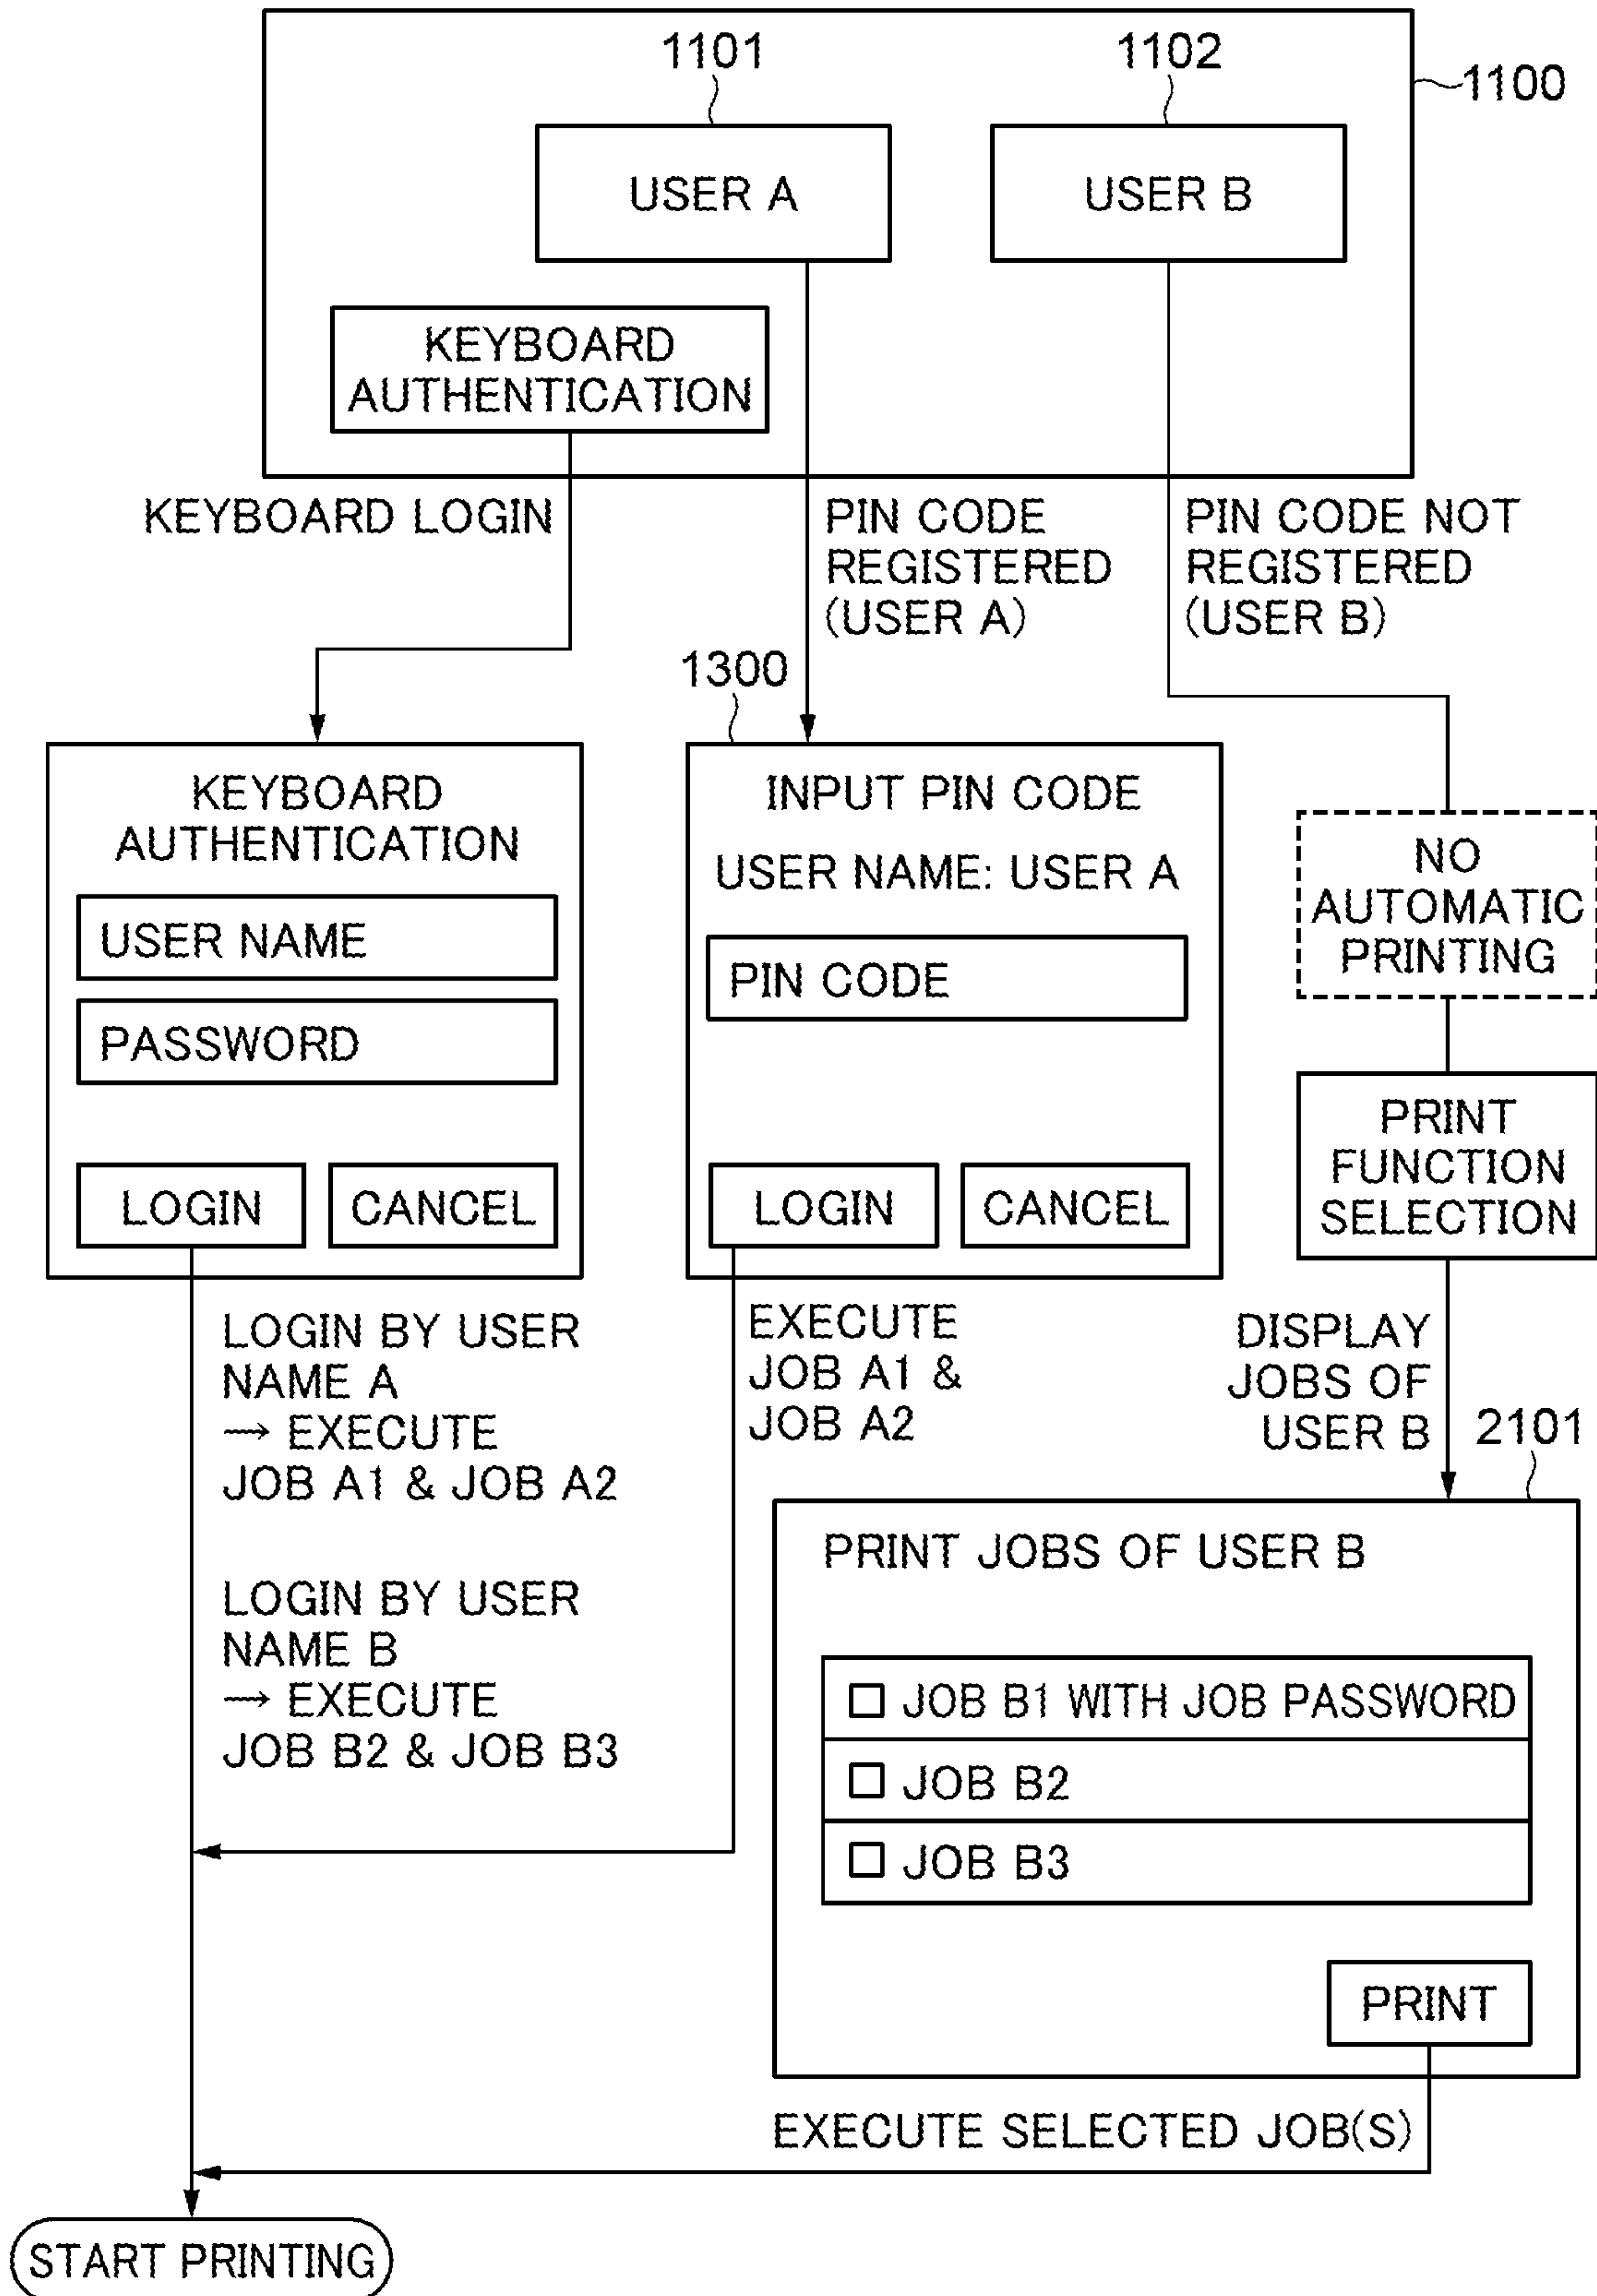 1101
1102
1100
USER A
USER B
KEYBOARD
AUTHENTICATION
KEYBOARD LOGIN
PIN CODE
REGISTERED
(USER A)
PIN CODE NOT
REGISTERED
(USER B)
1300
KEYBOARD
AUTHENTICATION
USER NAME
PASSWORD
LOGIN
CANCEL
INPUT PIN CODE
USER NAME: USER A
PIN CODE
LOGIN
CANCEL
NO
AUTOMATIC
PRINTING
PRINT
FUNCTION
SELECTION
LOGIN BY USER
NAME A
→ EXECUTE
JOB A1 & JOB A2
LOGIN BY USER
NAME B
→ EXECUTE
JOB B2 & JOB B3
EXECUTE
JOB A1 &
JOB A2
DISPLAY
JOBS OF
USER B
2101
PRINT JOBS OF USER B
☐ JOB B1 WITH JOB PASSWORD
☐ JOB B2
☐ JOB B3
PRINT
EXECUTE SELECTED JOB(S)
START PRINTING